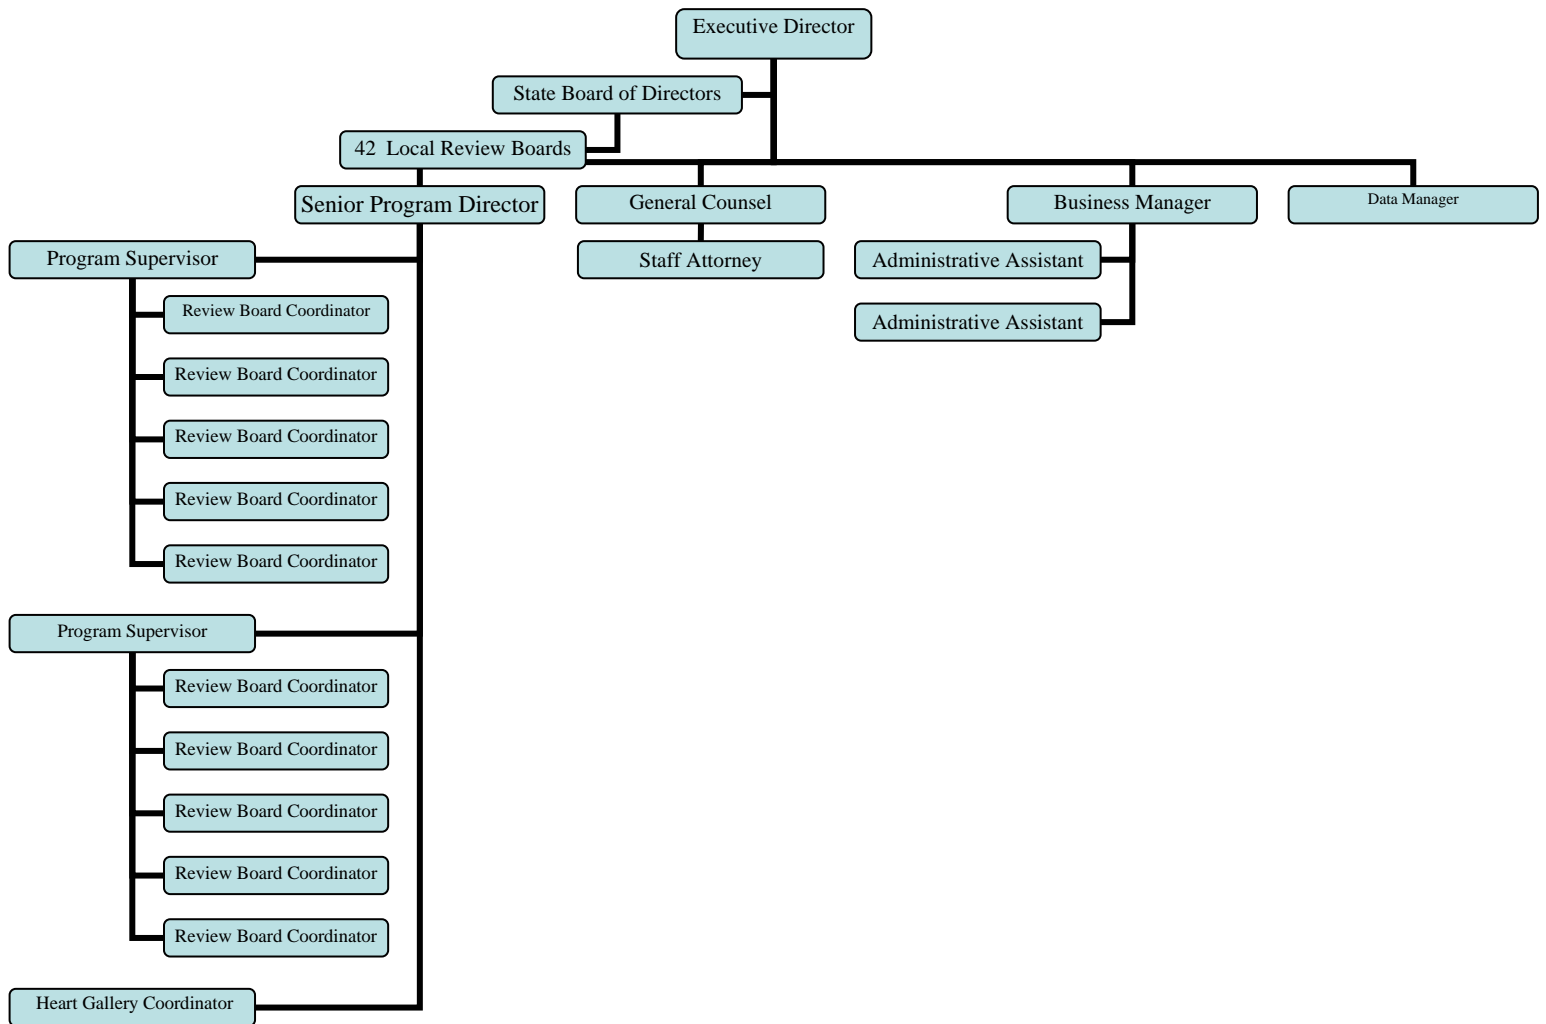 Executive Director
State Board of Directors
42 Local Review Boards
Senior Program Director
General Counsel
Business Manager
Data Manager
Program Supervisor
Staff Attorney
Administrative Assistant
Review Board Coordinator
Administrative Assistant
Review Board Coordinator
Review Board Coordinator
Review Board Coordinator
Review Board Coordinator
Program Supervisor
Review Board Coordinator
Review Board Coordinator
Review Board Coordinator
Review Board Coordinator
Review Board Coordinator
Heart Gallery Coordinator